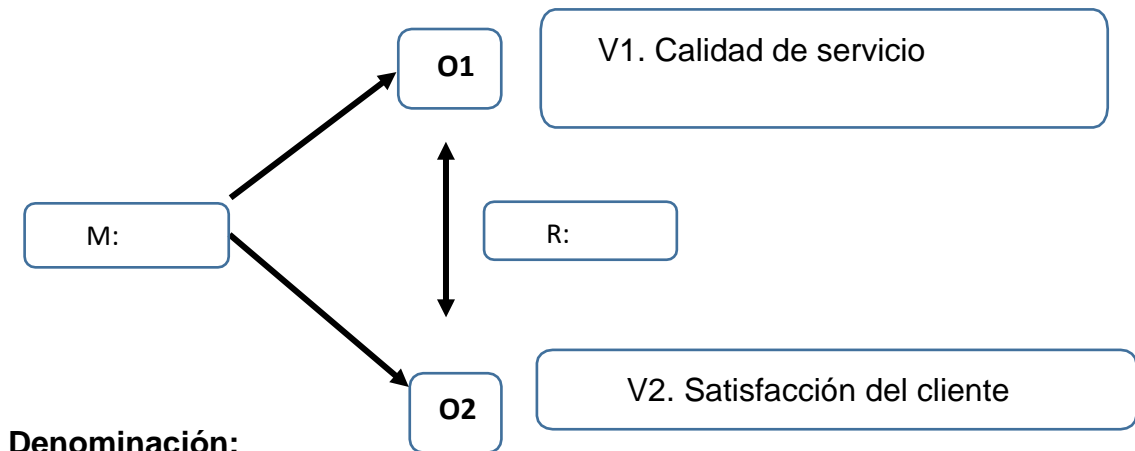 O1
V1. Calidad de servicio
M:
R:
O2
V2. Satisfacción del cliente
Denominación: